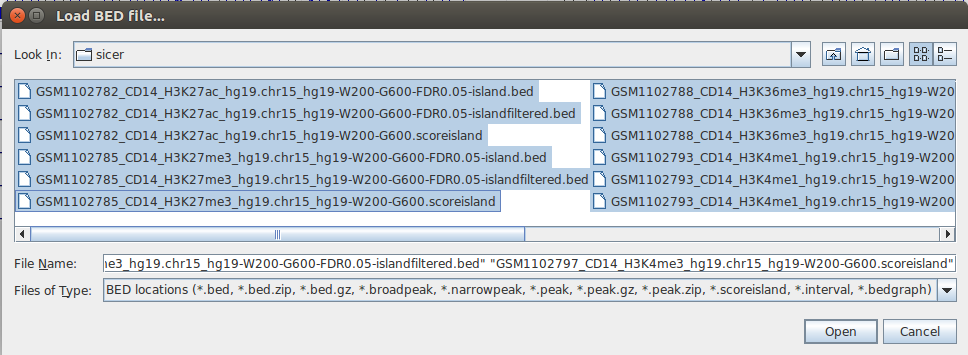 Load BED file...
Look In: sicer
GSM1102782_CD14_H3K27ac_hg19.chr15_hg19-W200-G600-FDR0.05-island.bed
GSM1102782_CD14_H3K27ac_hg19.chr15_hg19-W200-G600-FDR0.05-islandfiltered.bed
GSM1102782_CD14_H3K27ac_hg19.chr15_hg19-W200-G600.scoreisland
GSM1102785_CD14_H3K27me3_hg19.chr15_hg19-W200-G600-FDR0.05-island.bed
GSM1102785_CD14_H3K27me3_hg19.chr15_hg19-W200-G600-FDR0.05-islandfiltered.bed
GSM1102785_CD14_H3K27me3_hg19.chr15_hg19-W200-G600.scoreisland
GSM1102788_CD14_H3K36me3_hg19.chr15_hg19-W20
GSM1102788_CD14_H3K36me3_hg19.chr15_hg19-W20
GSM1102788_CD14_H3K36me3_hg19.chr15_hg19-W20
GSM1102793_CD14_H3K4me1_hg19.chr15_hg19-W200
GSM1102793_CD14_H3K4me1_hg19.chr15_hg19-W200
GSM1102793_CD14_H3K4me1_hg19.chr15_hg19-W200
File Name: me3_hg19.chr15_hg19-W200-G600-FDR0.05-islandfiltered.bed" "GSM1102797_CD14_H3K4me3_hg19.chr15_hg19-W200-G600.scoreisland"
Files of Type: BED locations (*.bed, *.bed.zip, *.bed.gz, *.broadpeak, *.narrowpeak, *.peak, *.peak.gz, *.peak.zip, *.scoreisland, *.interval, *.bedgraph)
Open Cancel